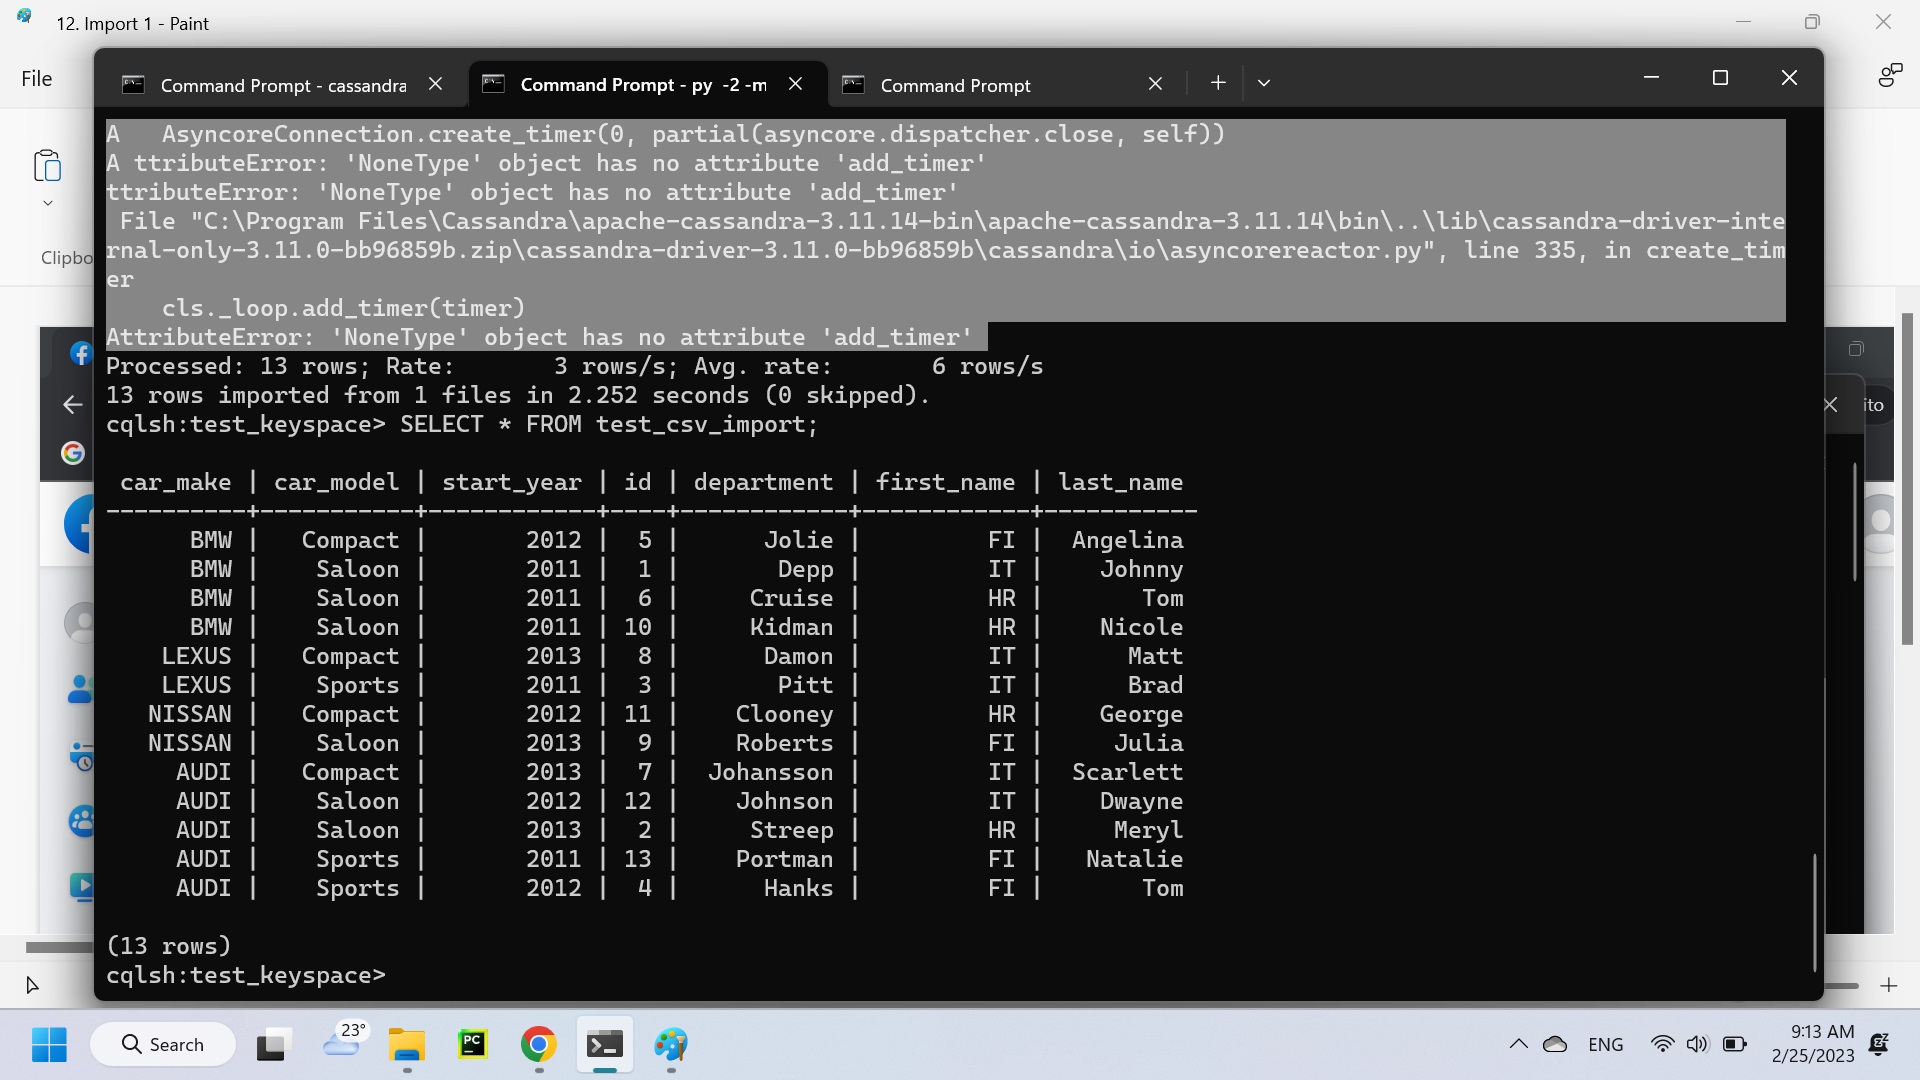 12. Import 1 - Paint
File
Clipbo
Command Prompt - cassandra
Command Prompt - py -2 -m
Command Prompt
A   AsyncoreConnection.create_timer(0, partial(asyncore.dispatcher.close, self))
A ttributeError: 'NoneType' object has no attribute 'add_timer'
ttributeError: 'NoneType' object has no attribute 'add_timer'
 File "C:\Program Files\Cassandra\apache-cassandra-3.11.14-bin\apache-cassandra-3.11.14\bin\..\lib\cassandra-driver-inte
rnal-only-3.11.0-bb96859b.zip\cassandra-driver-3.11.0-bb96859b\cassandra\io\asyncorereactor.py", line 335, in create_tim
er
    cls._loop.add_timer(timer)
AttributeError: 'NoneType' object has no attribute 'add_timer'
Processed: 13 rows; Rate:       3 rows/s; Avg. rate:       6 rows/s
13 rows imported from 1 files in 2.252 seconds (0 skipped).
cqlsh:test_keyspace> SELECT * FROM test_csv_import;
 car_make | car_model | start_year | id | department | first_name | last_name
----------+-----------+------------+----+------------+------------+-----------
      BMW |   Compact |       2012 |  5 |      Jolie |         FI |  Angelina
      BMW |    Saloon |       2011 |  1 |       Depp |         IT |    Johnny
      BMW |    Saloon |       2011 |  6 |     Cruise |         HR |       Tom
      BMW |    Saloon |       2011 | 10 |     Kidman |         HR |    Nicole
    LEXUS |   Compact |       2013 |  8 |      Damon |         IT |      Matt
    LEXUS |    Sports |       2011 |  3 |       Pitt |         IT |      Brad
   NISSAN |   Compact |       2012 | 11 |    Clooney |         HR |    George
   NISSAN |    Saloon |       2013 |  9 |    Roberts |         FI |     Julia
     AUDI |   Compact |       2013 |  7 |  Johansson |         IT |  Scarlett
     AUDI |    Saloon |       2012 | 12 |    Johnson |         IT |    Dwayne
     AUDI |    Saloon |       2013 |  2 |     Streep |         HR |     Meryl
     AUDI |    Sports |       2011 | 13 |    Portman |         FI |   Natalie
     AUDI |    Sports |       2012 |  4 |      Hanks |         FI |       Tom
(13 rows)
cqlsh:test_keyspace>
ito
Search
23°
PC
ENG
9:13 AM
2/25/2023